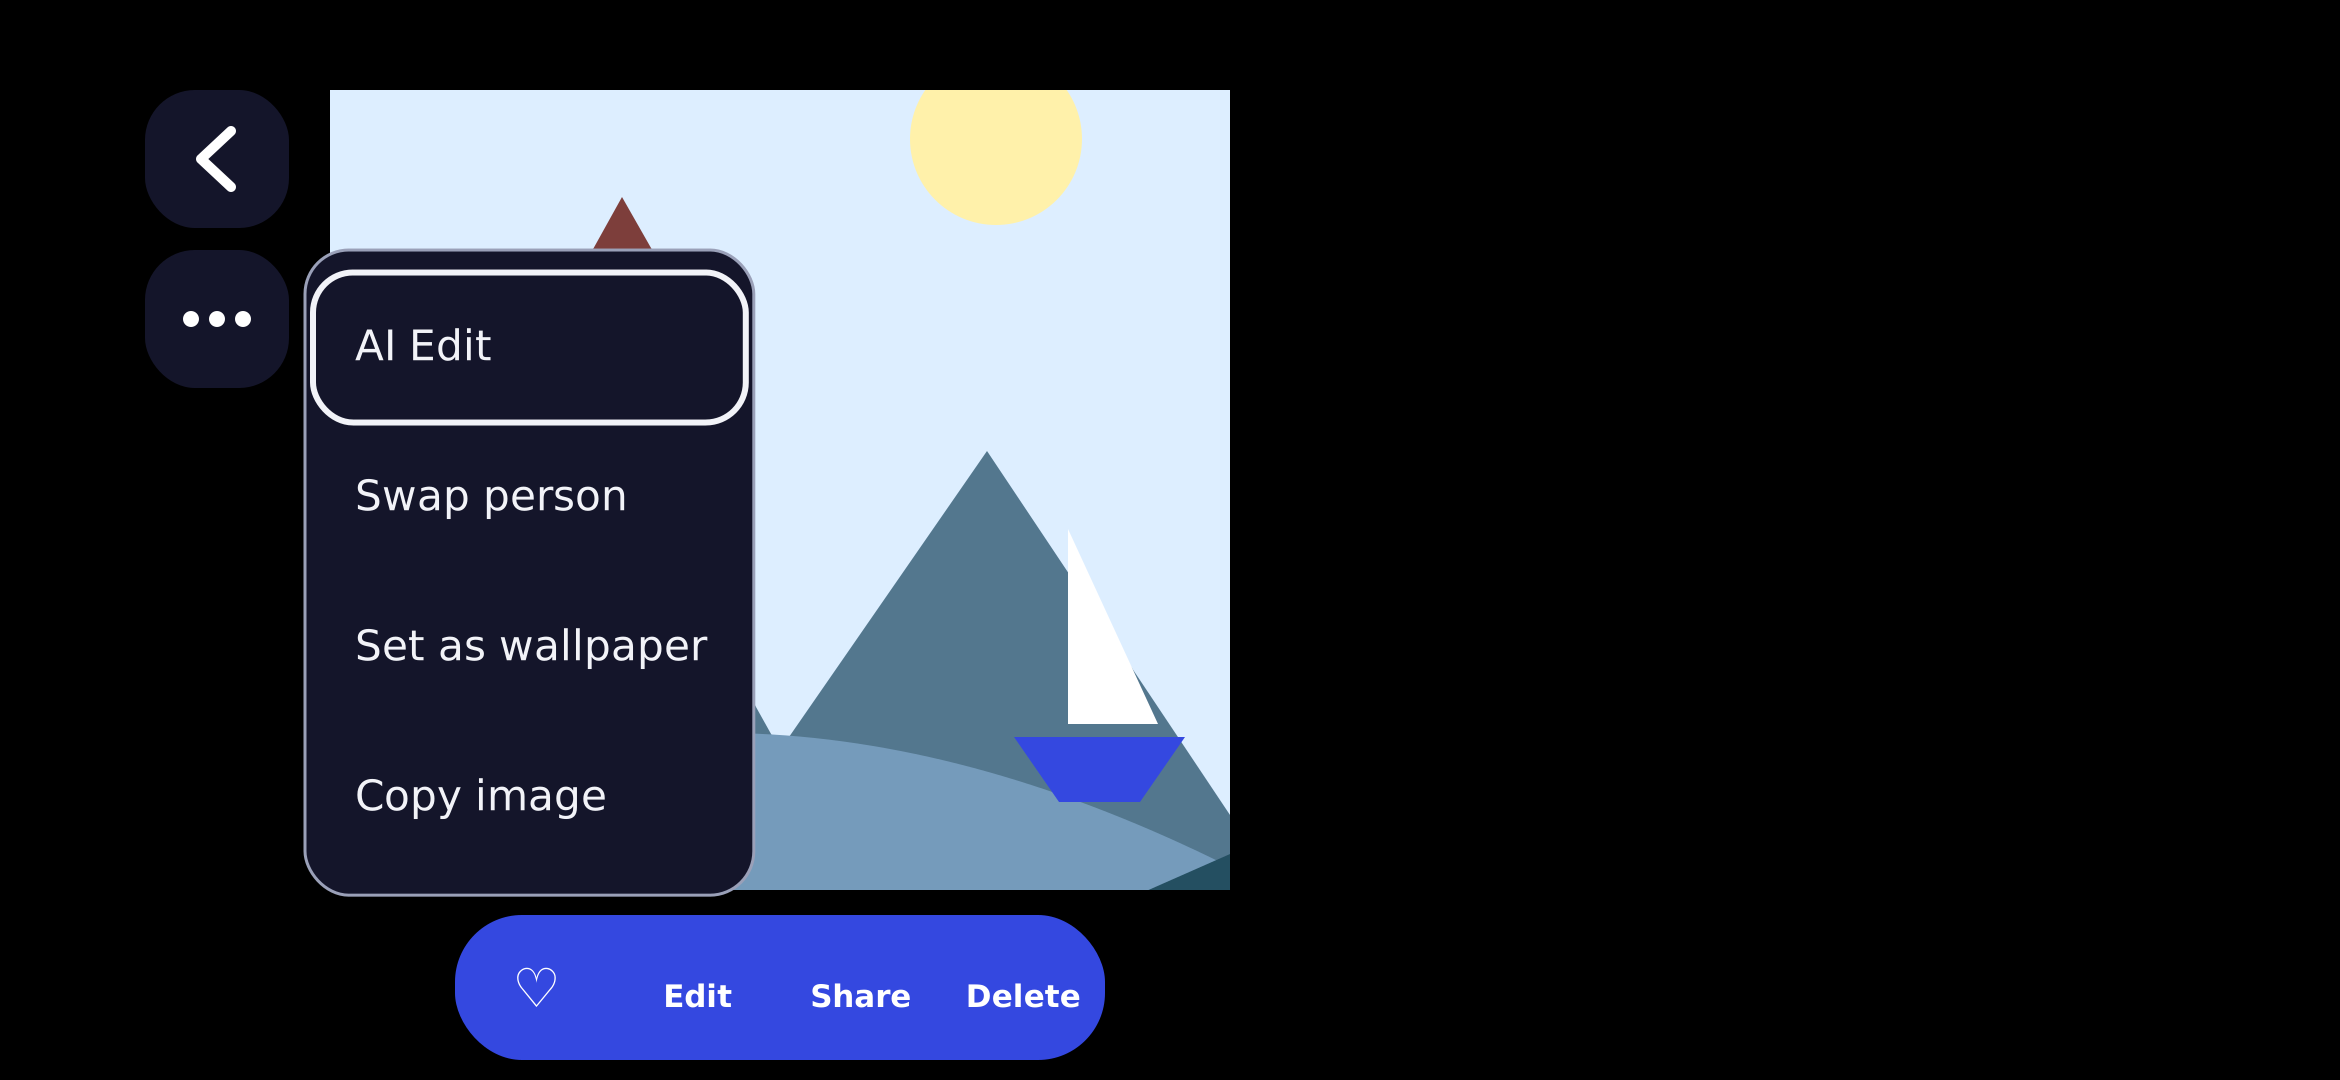 AI Edit
Swap person
Set as wallpaper
Copy image
♡ Edit Share Delete